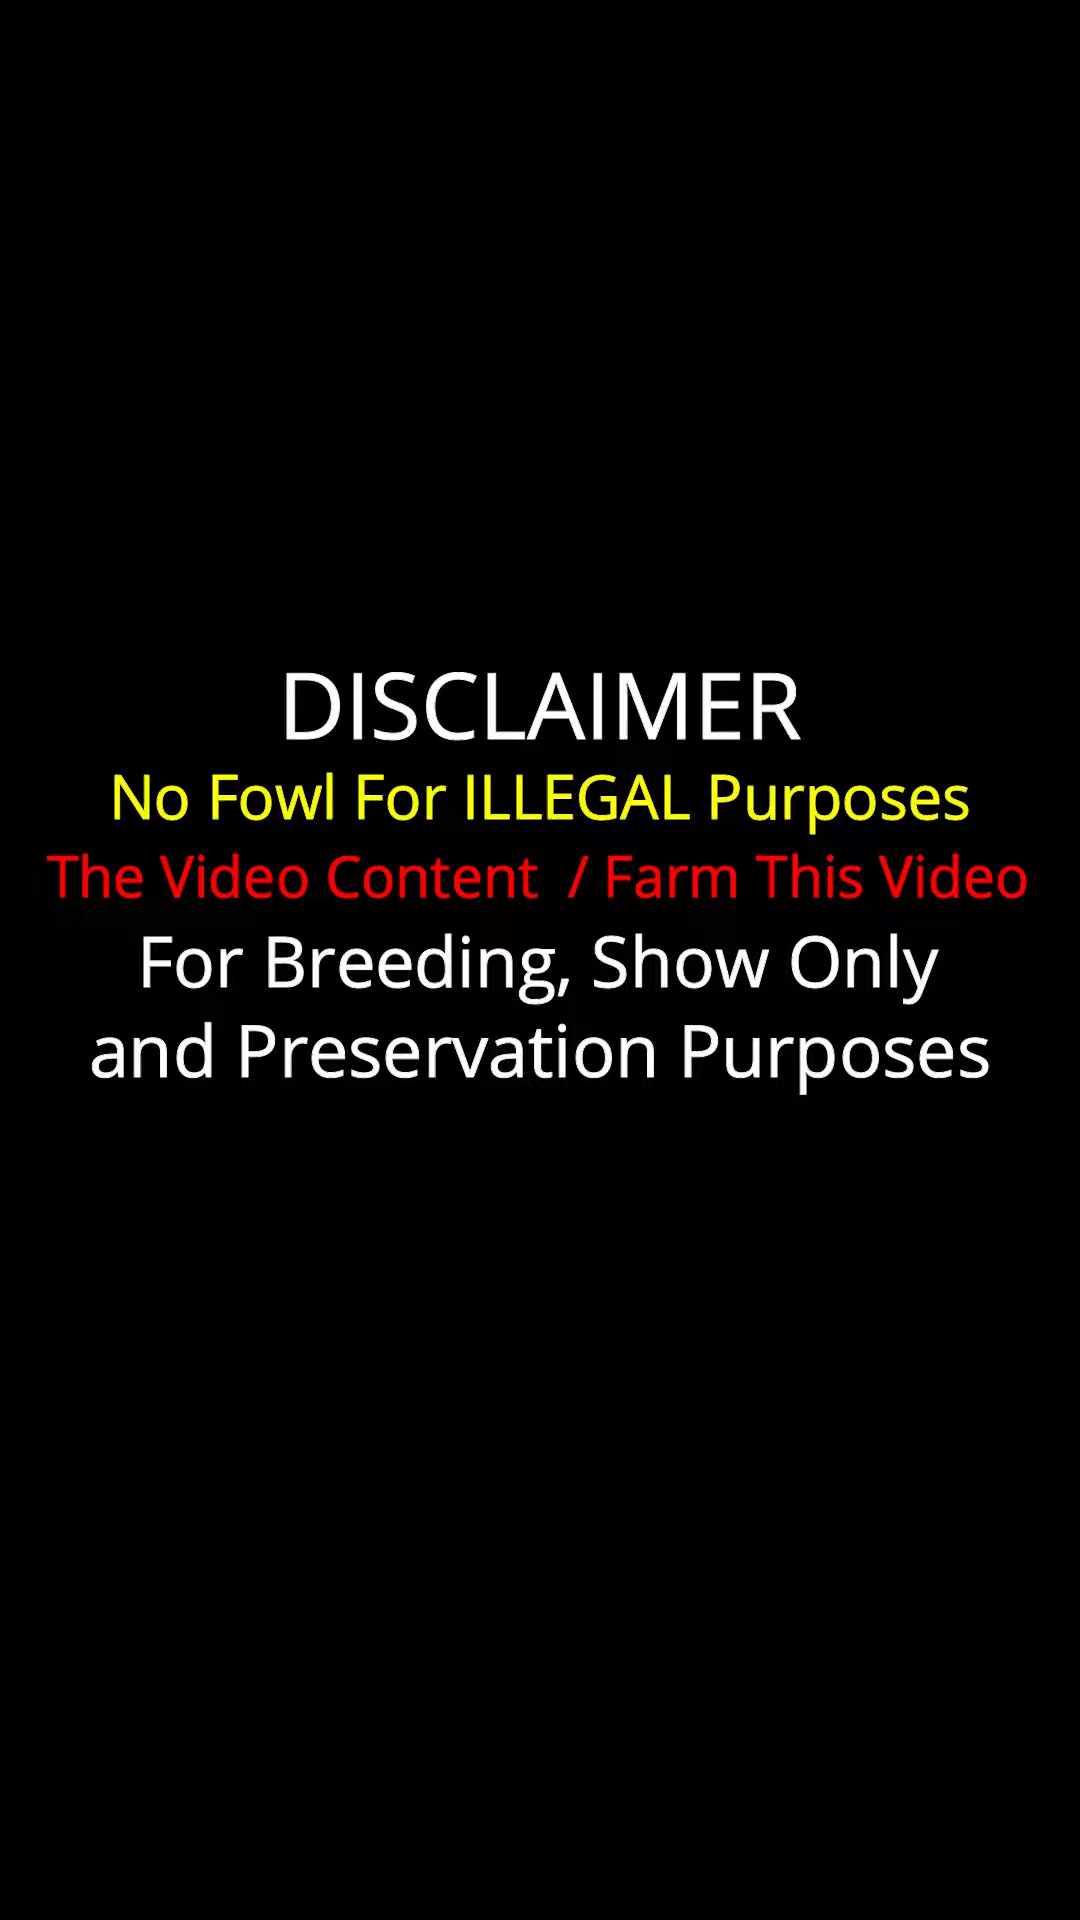 DISCLAIMER
No Fowl For ILLEGAL Purposes
The Video Content / Farm This Video
For Breeding, Show Only
and Preservation Purposes